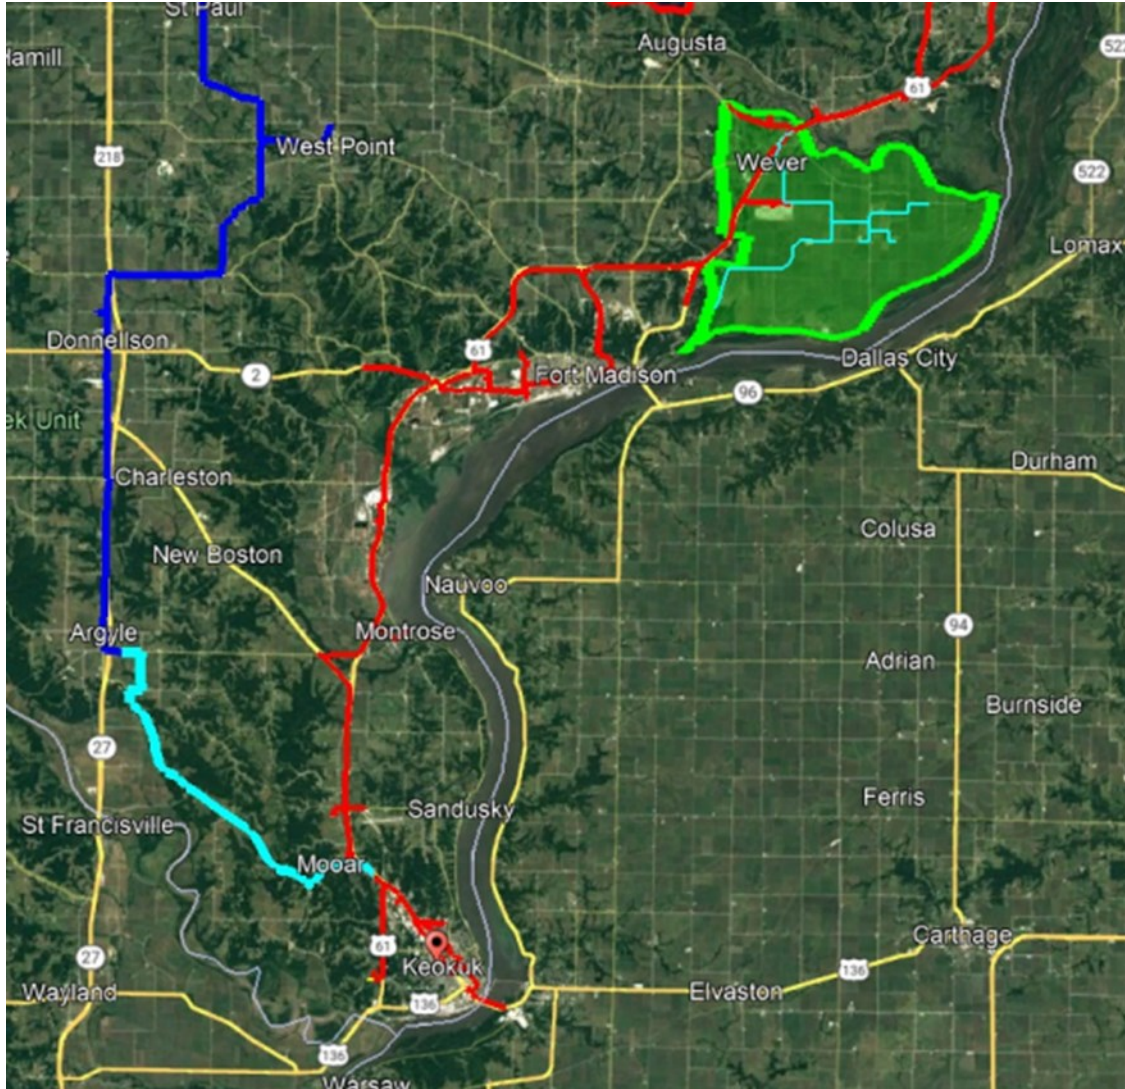 St Paul
Hamill
Augusta
522
61
218
West Point
Wever
522
Lomax
Donnellson
61
2
Fort Madison
Dallas City
96
ek Unit
Charleston
Durham
Colusa
New Boston
Nauvoo
Argyle
Montrose
94
Adrian
Burnside
27
Sandusky
Ferris
St Francisville
Mooar
61
Keokuk
Carthage
27
136
Wayland
136
Elvaston
136
Warsaw